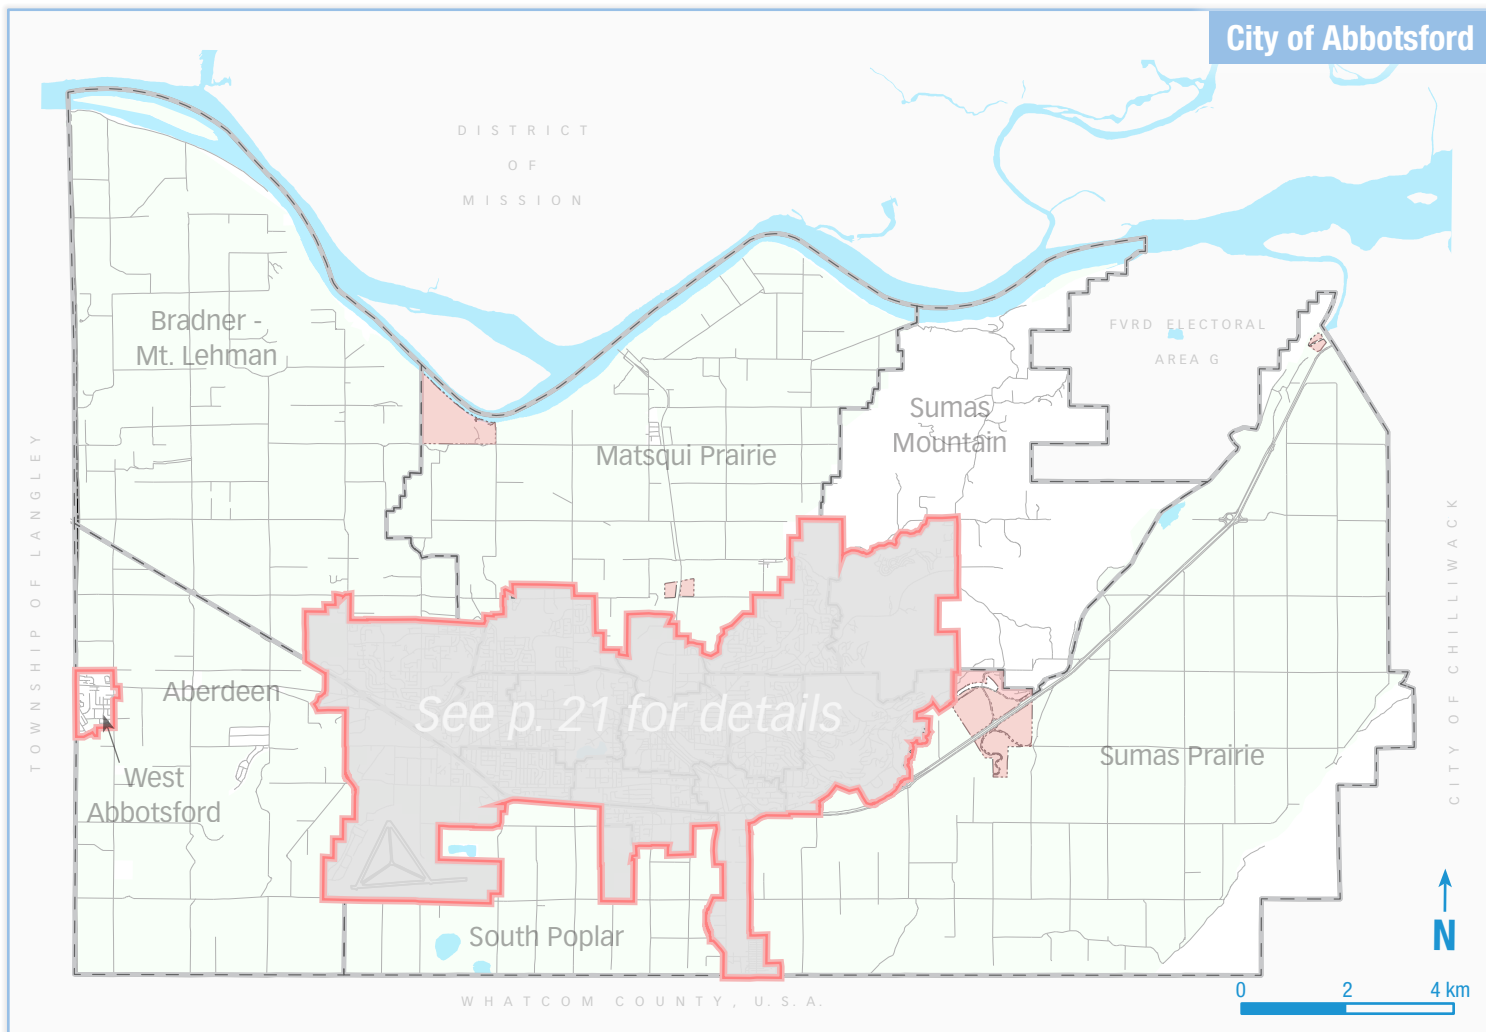 City of Abbotsford
DISTRICT
OF
MISSION
Bradner -
Mt. Lehman
FVRD ELECTORAL
AREA G
Sumas
Mountain
Matsqui Prairie
TOWNSHIP OF LANGLEY
CITY OF CHILLIWACK
Aberdeen
See p. 21 for details
West
Abbotsford
Sumas Prairie
South Poplar
N
WHATCOM COUNTY, U.S.A.
0 2 4 km